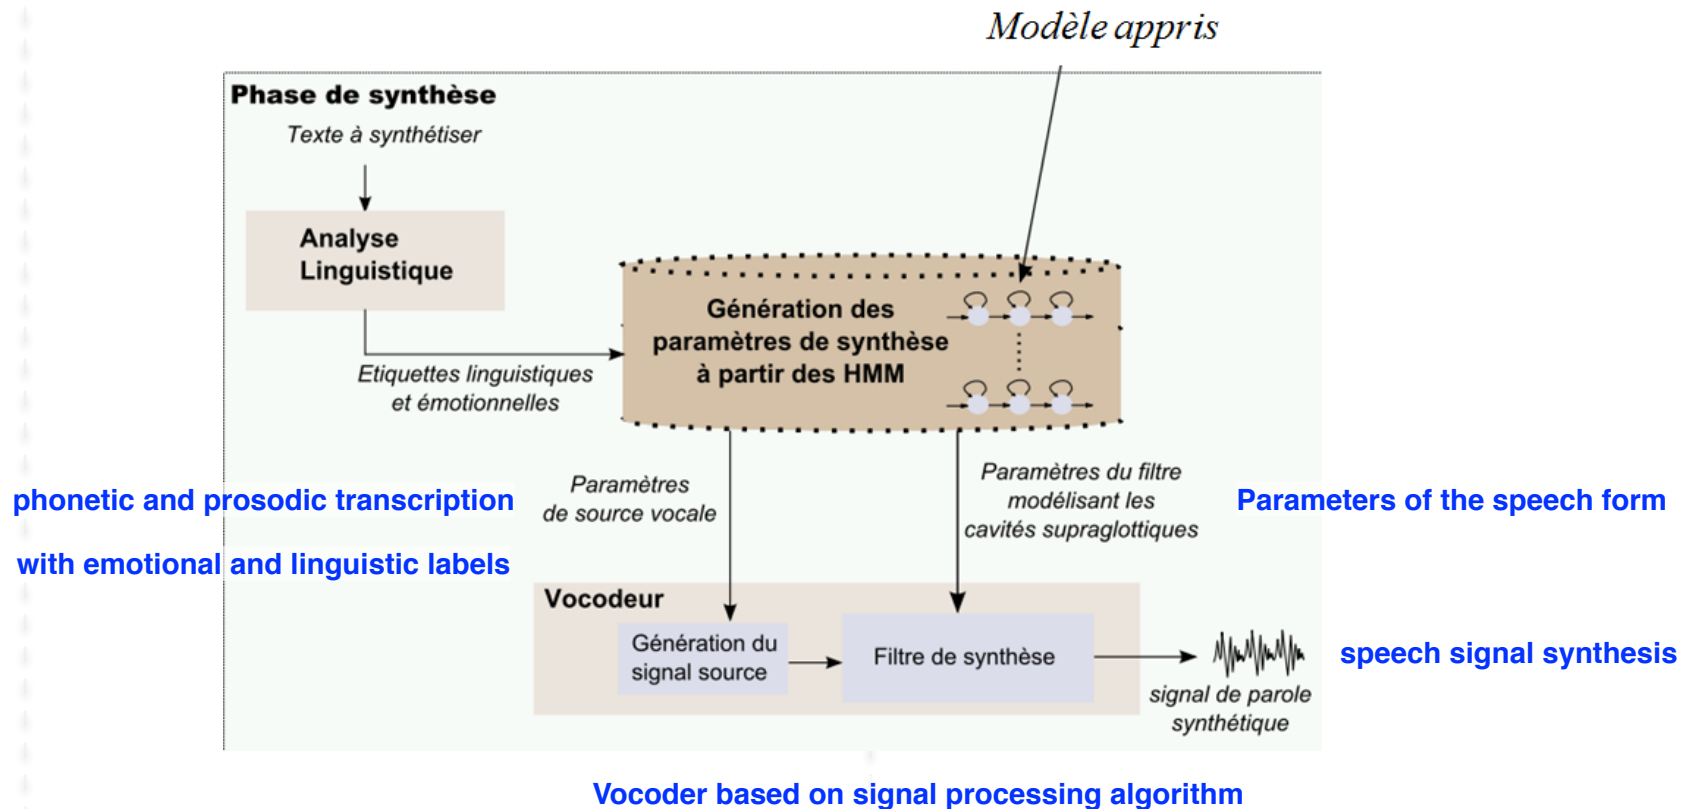 Modèle appris
Phase de synthèse
Texte à synthétiser
Analyse
Linguistique
Génération des
paramètres de synthèse
à partir des HMM
Etiquettes linguistiques
et émotionnelles
phonetic and prosodic transcription
with emotional and linguistic labels
Paramètres
de source vocale
Paramètres du filtre
modélisant les
cavités supraglottiques
Parameters of the speech form
Vocodeur
Génération du
signal source
Filtre de synthèse
speech signal synthesis
signal de parole
synthétique
Vocoder based on signal processing algorithm